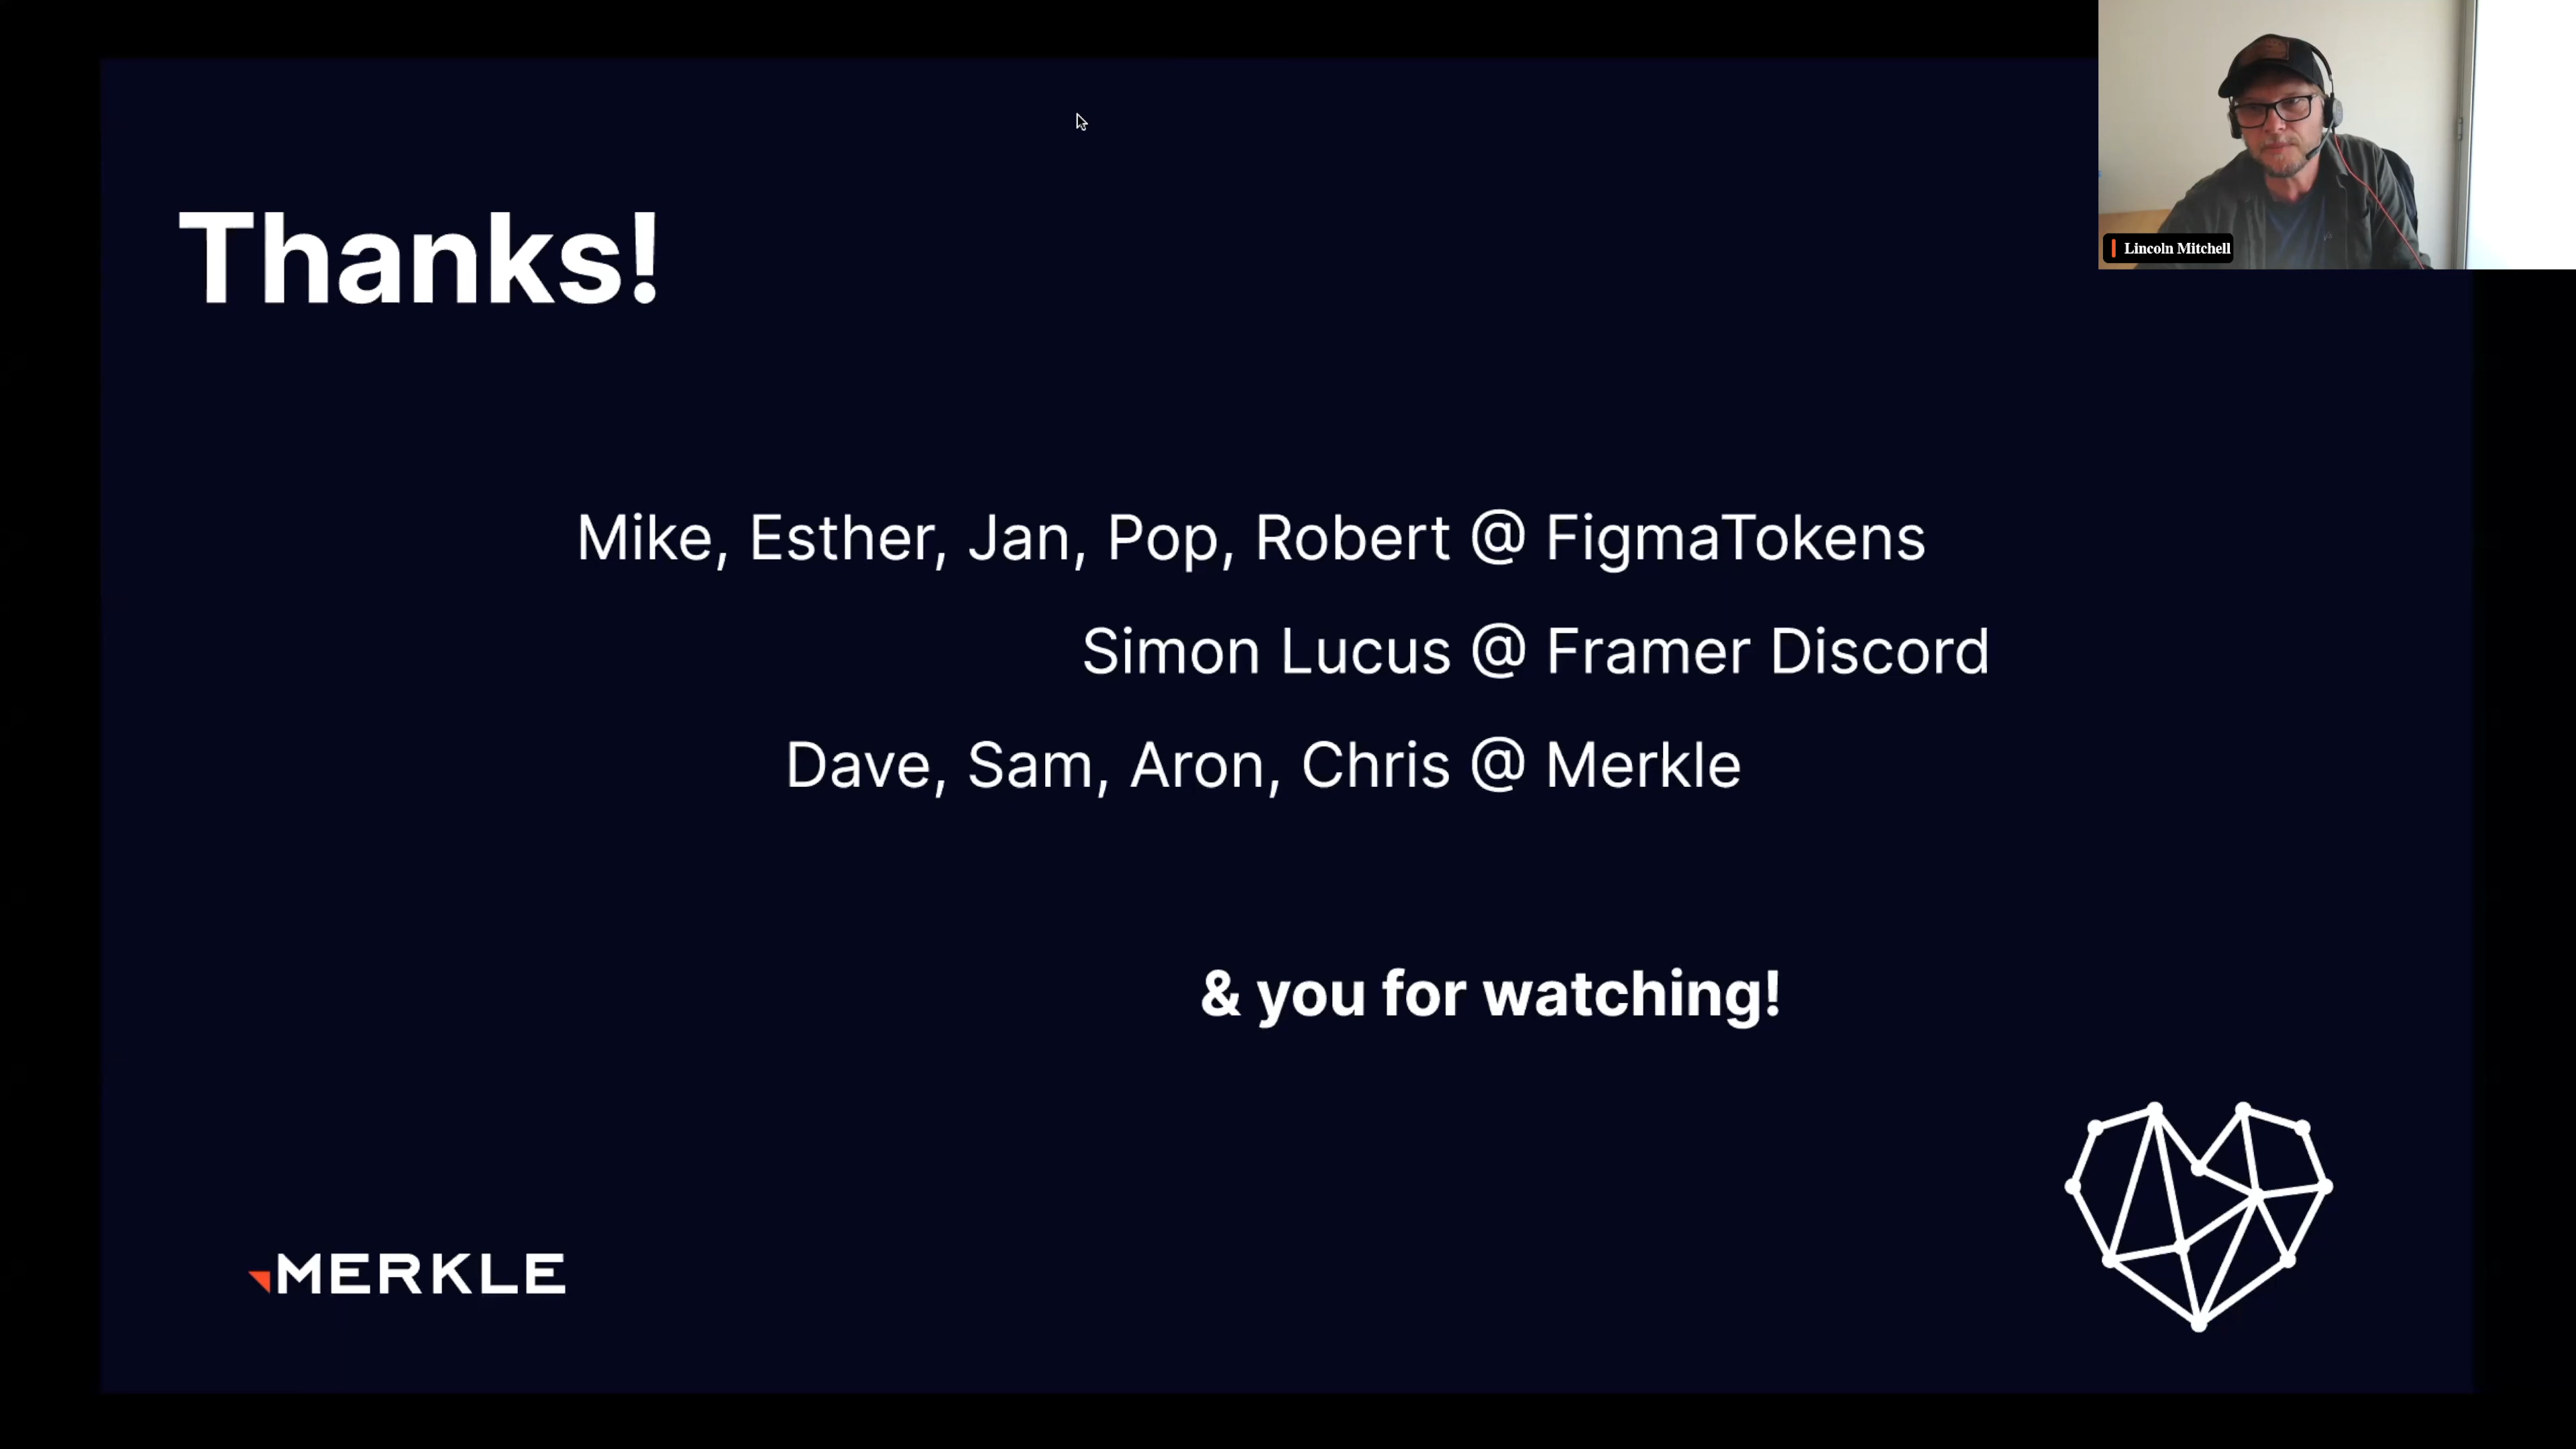 Lincoln Mitchell
Thanks!
Mike, Esther, Jan, Pop, Robert @ FigmaTokens
Simon Lucus @ Framer Discord
Dave, Sam, Aron, Chris @ Merkle
& you for watching!
MERKLE